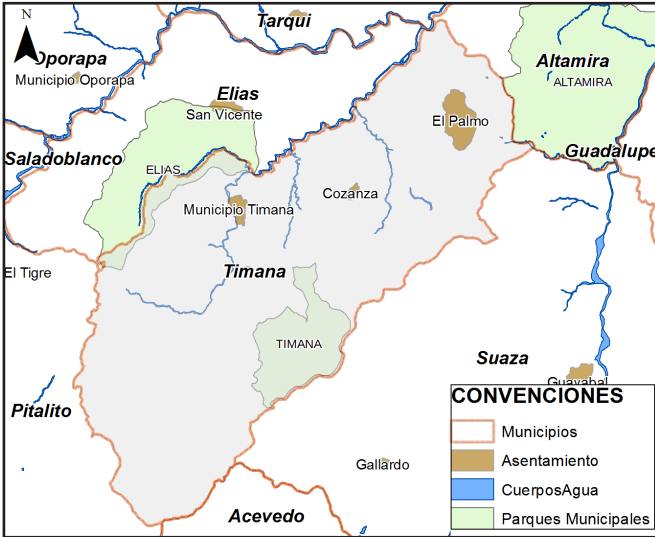 N
Tarqui
Oporapa
Municipio Oporapa
Altamira
ALTAMIRA
Elias
San Vicente
El Palmo
Saladoblanco
Guadalupe
ELIAS
Cozanza
Municipio Timana
El Tigre
Timana
TIMANA
Suaza
Guayabal
Pitalito
CONVENCIONES
Municipios
Asentamiento
CuerposAgua
Parques Municipales
Gallardo
Acevedo